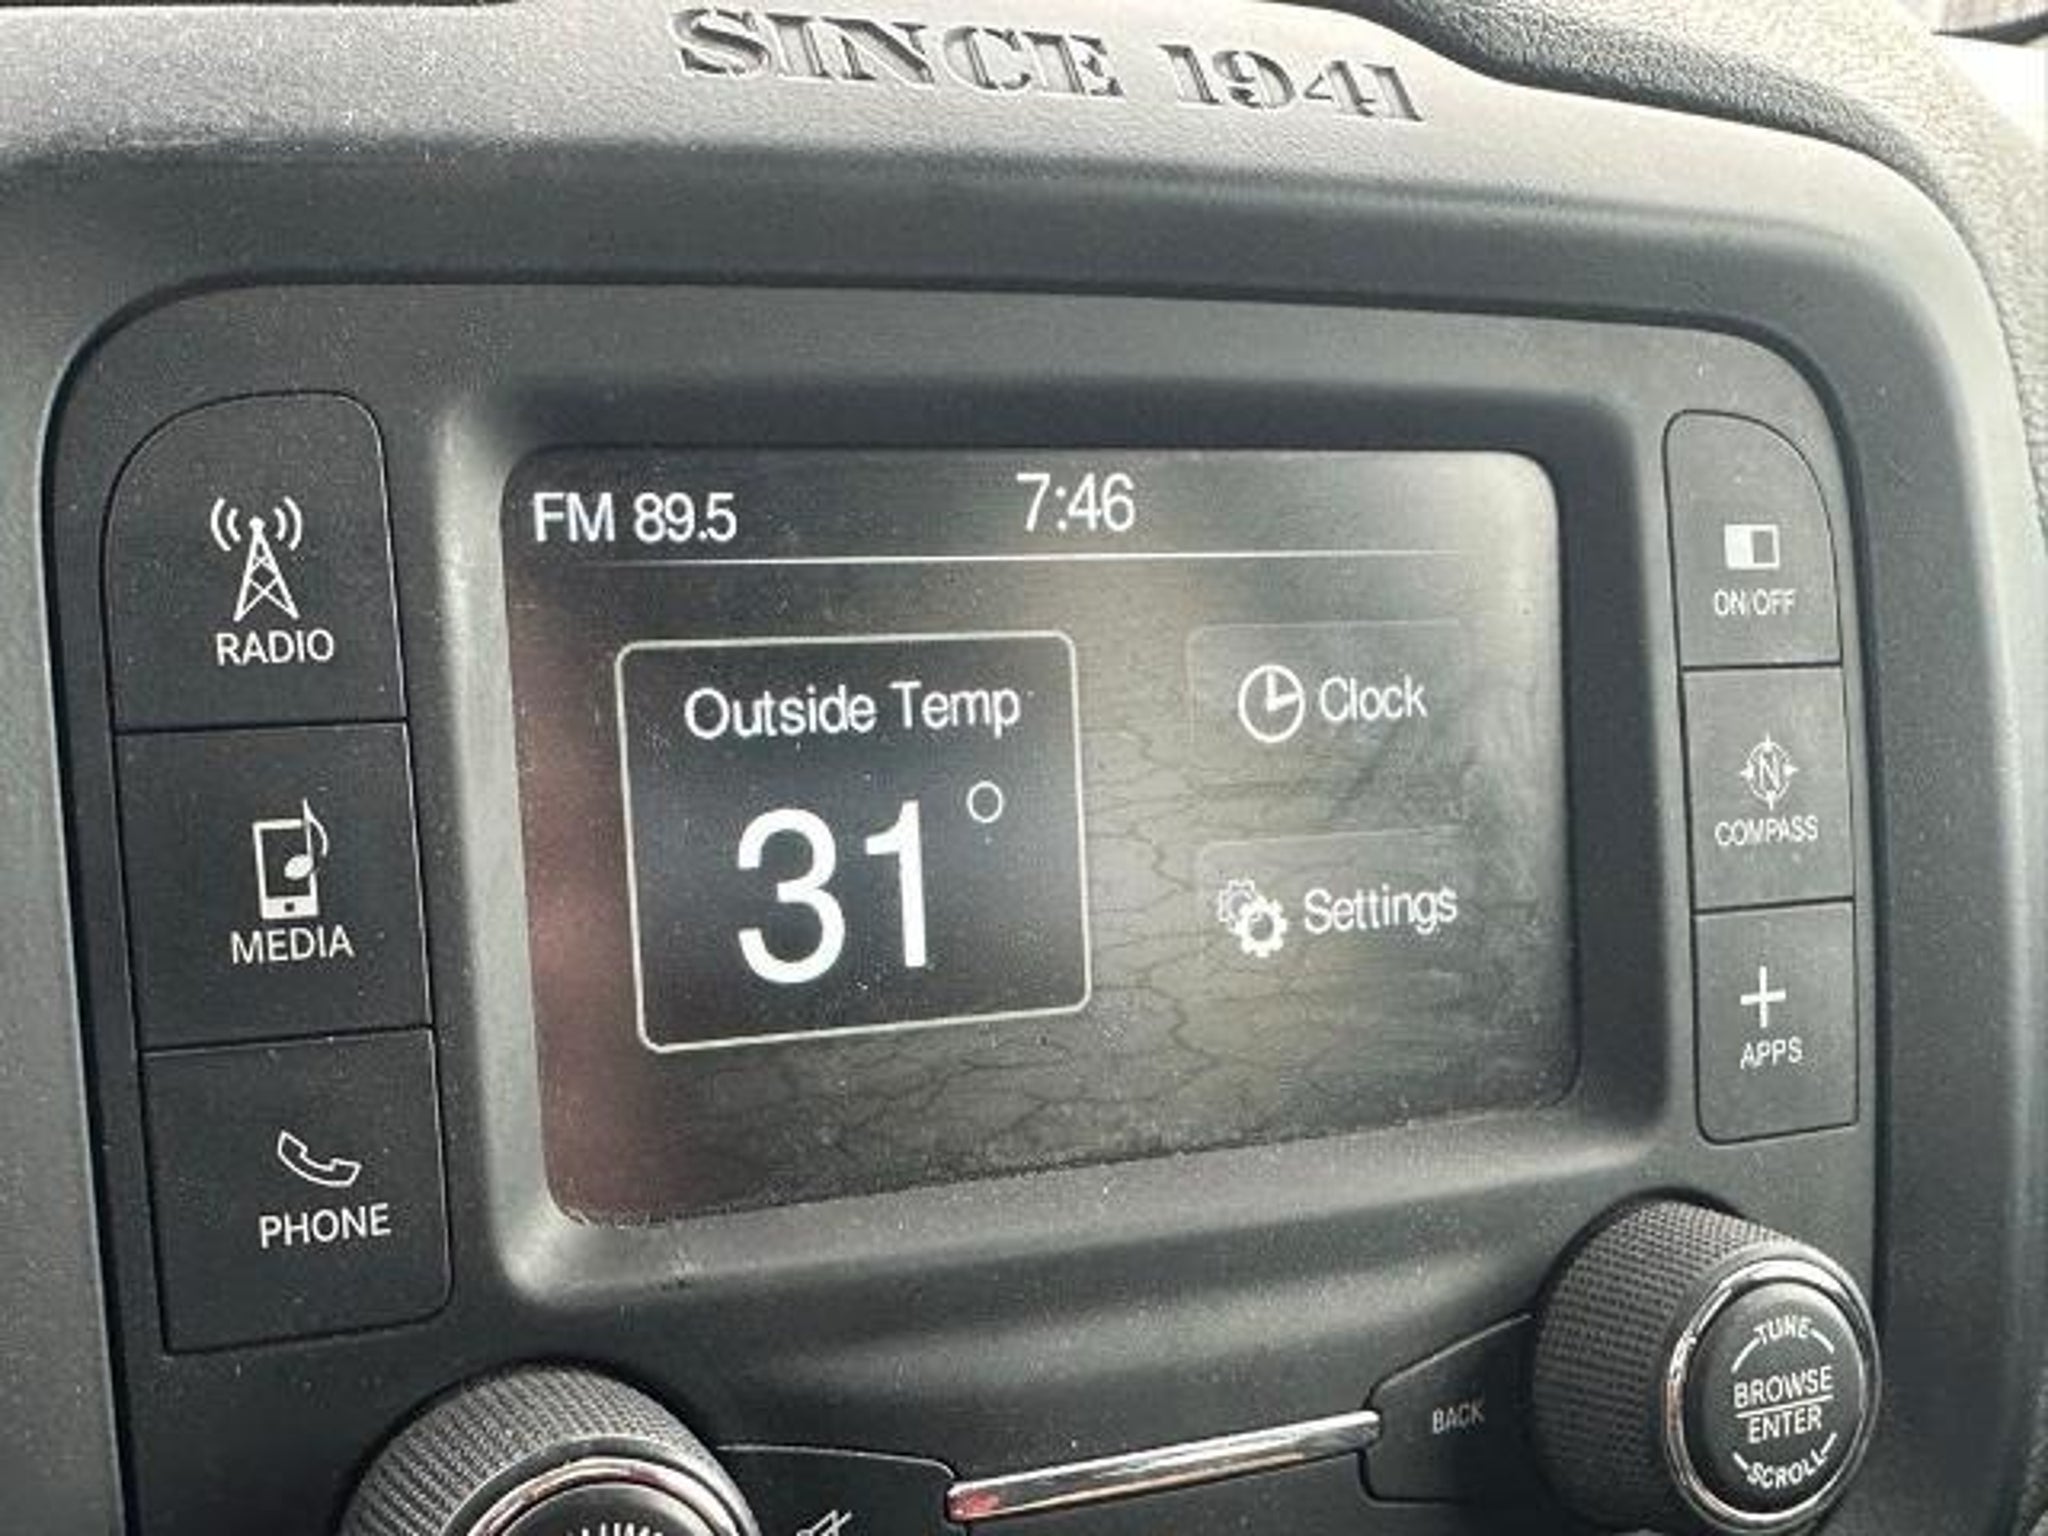 SINCE 1941
FM 89.5 7:46
Outside Temp
31°
Clock
Settings
RADIO
MEDIA
PHONE
ON/OFF
N
COMPASS
APPS
BACK
TUNE
BROWSE
ENTER
SCROLL